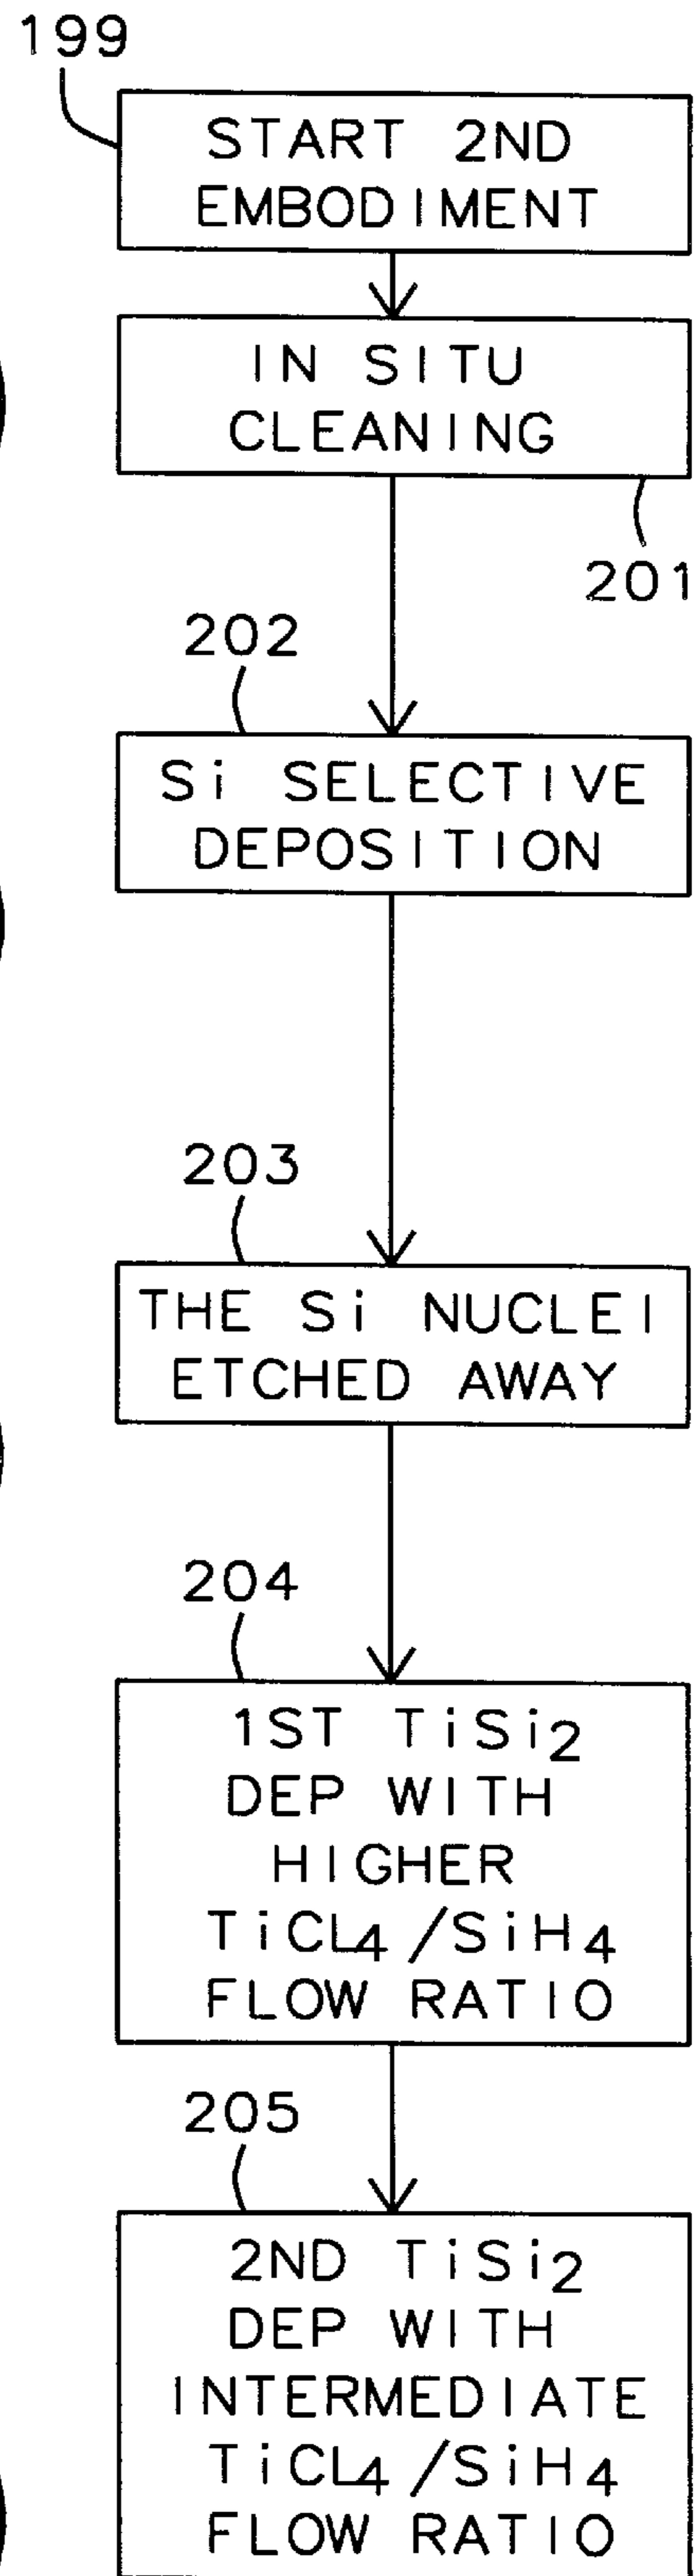 199
START 2ND
EMBODIMENT
IN SITU
CLEANING
201
202
Si SELECTIVE
DEPOSITION
203
THE Si NUCLEI
ETCHED AWAY
204
1ST TiSi2
DEP WITH
HIGHER
TiCL4/SiH4
FLOW RATIO
205
2ND TiSi2
DEP WITH
INTERMEDIATE
TiCL4/SiH4
FLOW RATIO